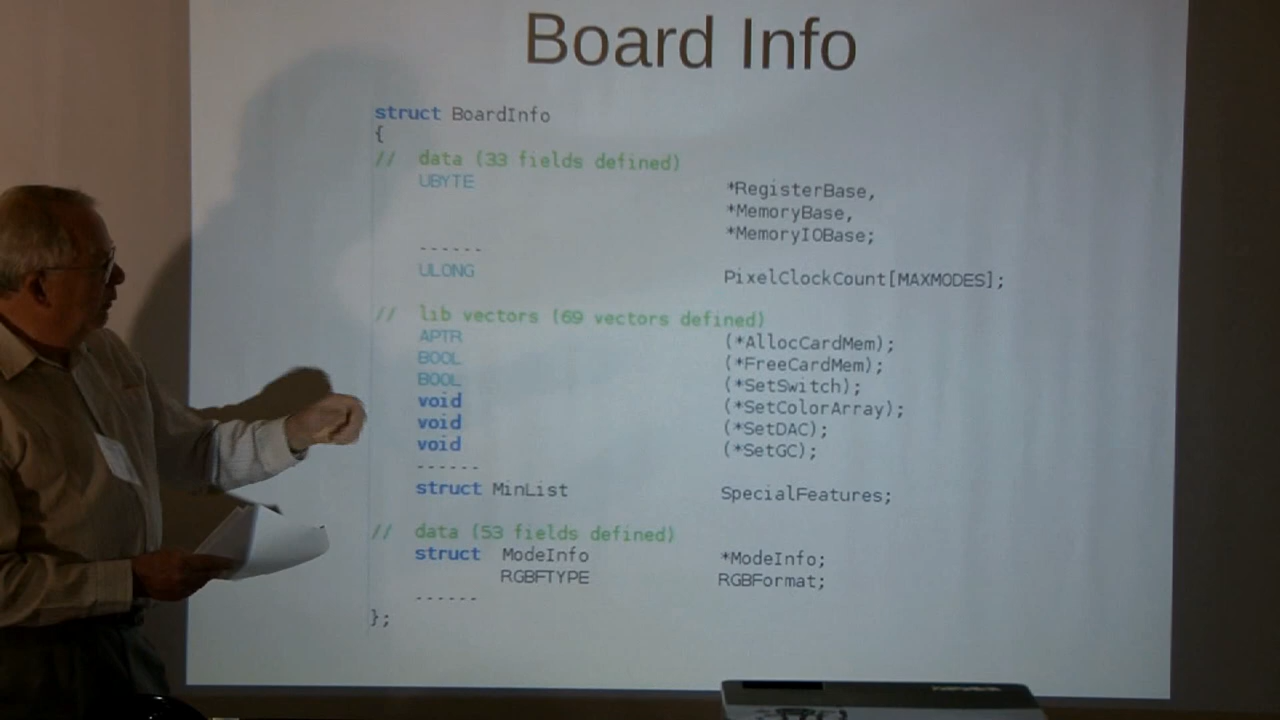 Board Info
struct BoardInfo
{
// data (33 fields defined)
UBYTE *RegisterBase,
*MemoryBase,
*MemoryIOBase;
------
ULONG PixelClockCount[MAXMODES];
// lib vectors (69 vectors defined)
APTR (*AllocCardMem);
BOOL (*FreeCardMem);
BOOL (*SetSwitch);
void (*SetColorArray);
void (*SetDAC);
void (*SetGC);
------
struct MinList SpecialFeatures;
// data (53 fields defined)
struct ModeInfo *ModeInfo;
RGBFTYPE RGBFormat;
------
};